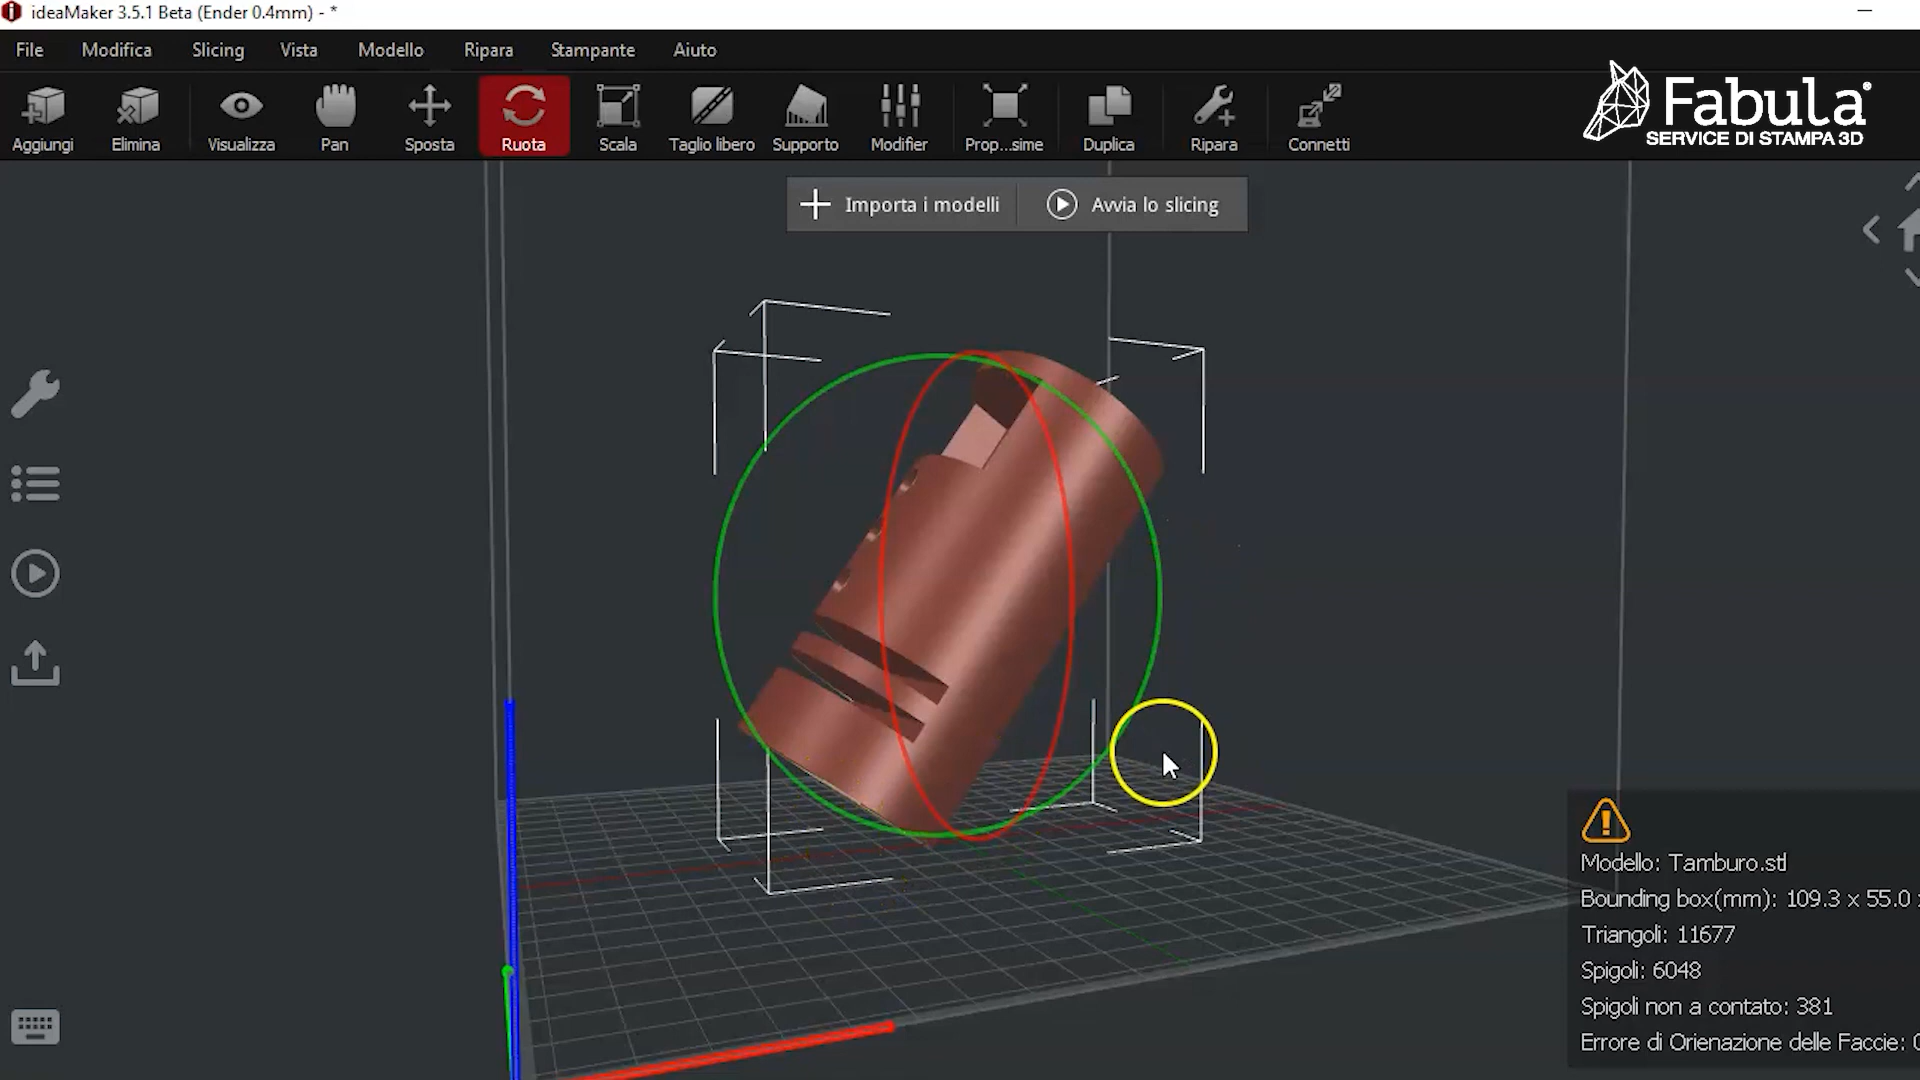 ideaMaker 3.5.1 Beta (Ender 0.4mm) - *
File Modifica Slicing Vista Modello Ripara Stampante Aiuto
Aggiungi Elimina Visualizza Pan Sposta Ruota Scala Taglio libero Supporto Modifier Prop...sime Duplica Ripara Connetti
Fabula
SERVICE DI STAMPA 3D
Importa i modelli Avvia lo slicing
Modello: Tamburo.stl
Bounding box(mm): 109.3 x 55.0
Triangoli: 11677
Spigoli: 6048
Spigoli non a contato: 381
Errore di Orienazione delle Faccie: